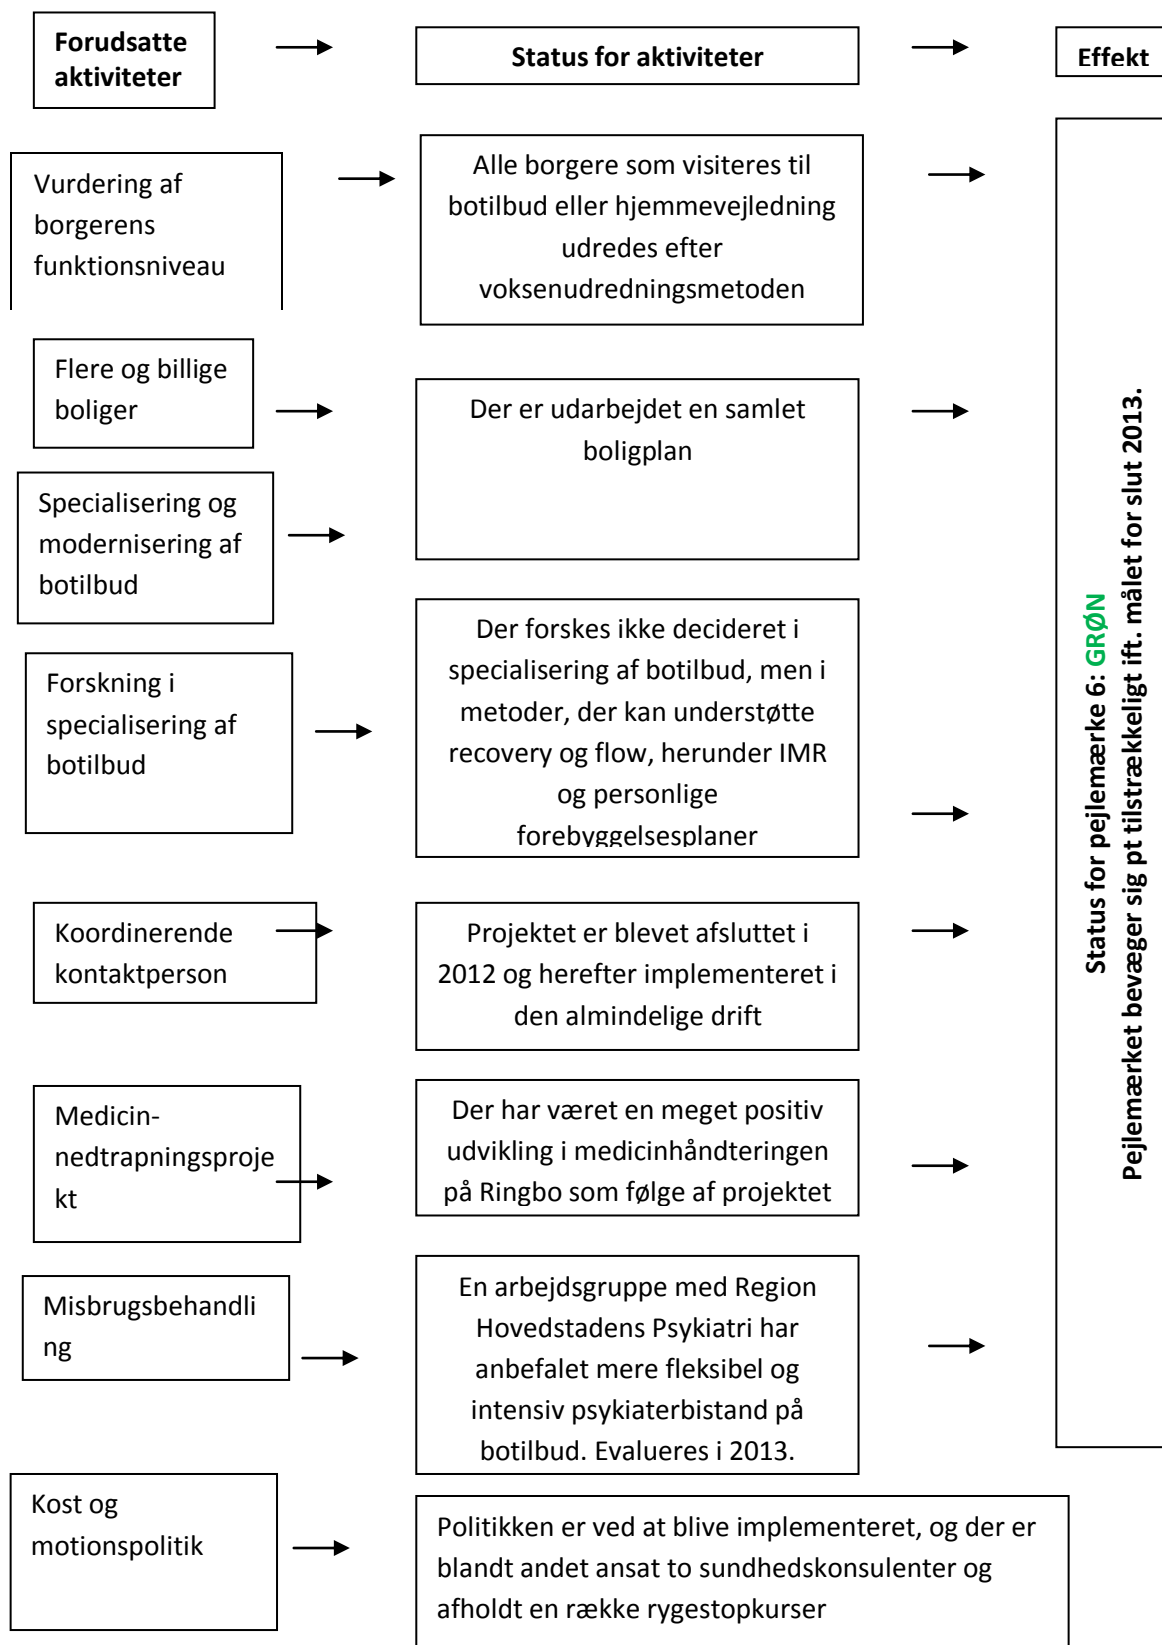 Forudsatte
aktiviteter
Status for aktiviteter
Effekt
Vurdering af
borgerens
funktionsniveau
Alle borgere som visiteres til
botilbud eller hjemmevejledning
udredes efter
voksenudredningsmetoden
Flere og billige
boliger
Der er udarbejdet en samlet
boligplan
Specialisering og
modernisering af
botilbud
Forskning i
specialisering af
botilbud
Der forskes ikke decideret i
specialisering af botilbud, men i
metoder, der kan understøtte
recovery og flow, herunder IMR
og personlige
forebyggelsesplaner
Koordinerende
kontaktperson
Projektet er blevet afsluttet i
2012 og herefter implementeret i
den almindelige drift
Medicin-
nedtrapningsproje
kt
Der har været en meget positiv
udvikling i medicinhåndteringen
på Ringbo som følge af projektet
Misbrugsbehandli
ng
En arbejdsgruppe med Region
Hovedstadens Psykiatri har
anbefalet mere fleksibel og
intensiv psykiaterbistand på
botilbud. Evalueres i 2013.
Kost og
motionspolitik
Politikken er ved at blive implementeret, og der er
blandt andet ansat to sundhedskonsulenter og
afholdt en række rygestopkurser
Status for pejlemærke 6: GRØN
Pejlemærket bevæger sig pt tilstrækkeligt ift. målet for slut 2013.